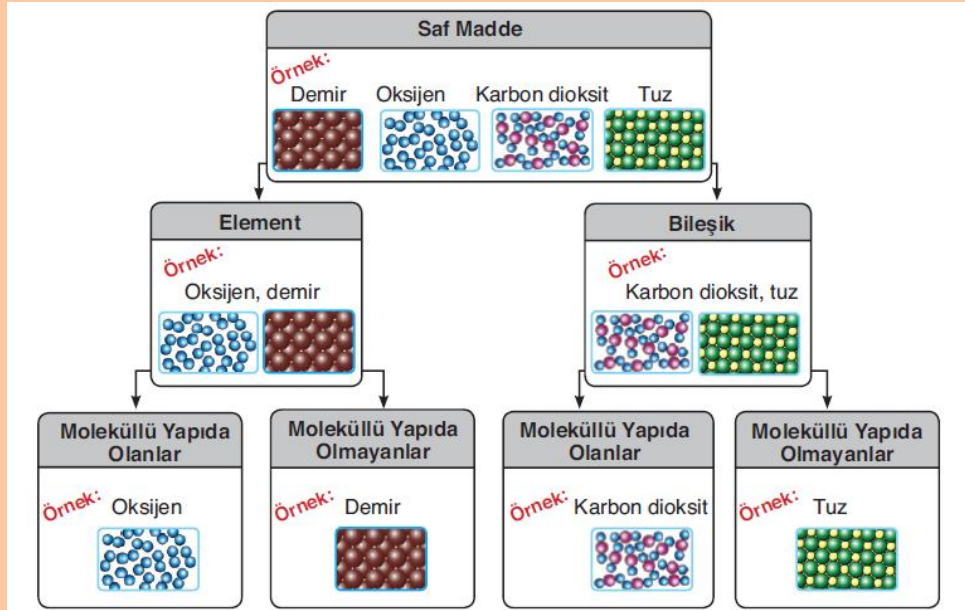 Saf Madde
Örnek:
Demir Oksijen Karbon dioksit Tuz
Element
Örnek:
Oksijen, demir
Bileşik
Örnek:
Karbon dioksit, tuz
Moleküllü Yapıda
Olanlar
Örnek:
Oksijen
Moleküllü Yapıda
Olmayanlar
Örnek:
Demir
Moleküllü Yapıda
Olanlar
Örnek:
Karbon dioksit
Moleküllü Yapıda
Olmayanlar
Örnek:
Tuz